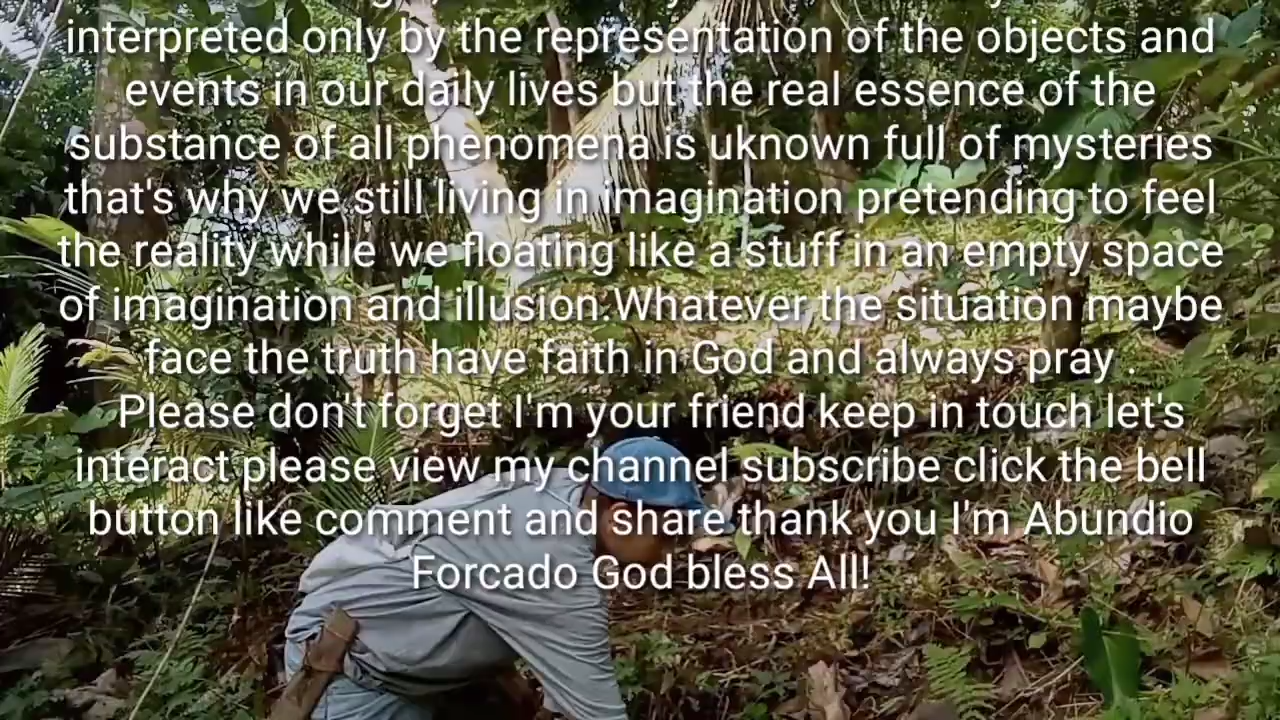 interpreted only by the representation of the objects and
events in our daily lives but the real essence of the
substance of all phenomena is uknown full of mysteries
that's why we still living in imagination pretending to feel
the reality while we floating like a stuff in an empty space
of imagination and illusion.Whatever the situation maybe
face the truth have faith in God and always pray .
Please don't forget I'm your friend keep in touch let's
interact please view my channel subscribe click the bell
button like comment and share thank you I'm Abundio
Forcado God bless All!